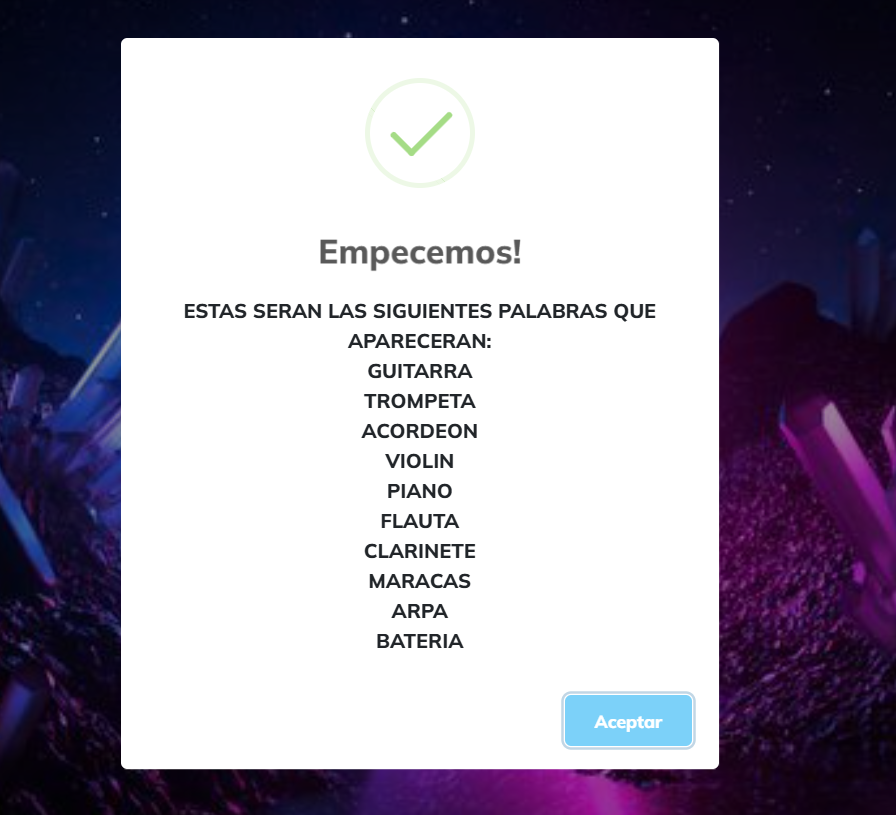 Empecemos!
ESTAS SERAN LAS SIGUIENTES PALABRAS QUE
APARECERAN:
GUITARRA
TROMPETA
ACORDEON
VIOLIN
PIANO
FLAUTA
CLARINETE
MARACAS
ARPA
BATERIA
Aceptar